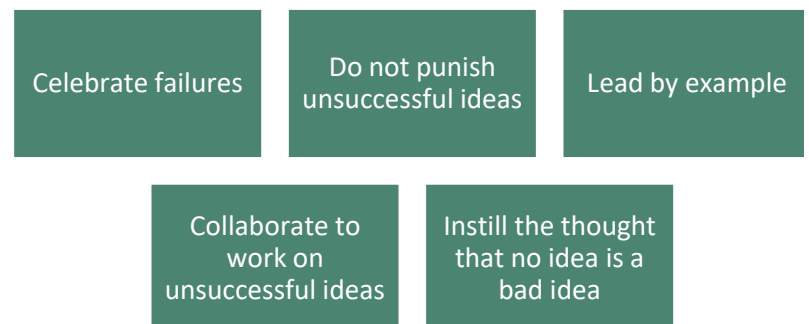 Celebrate failures
Do not punish
unsuccessful ideas
Lead by example
Collaborate to
work on
unsuccessful ideas
Instill the thought
that no idea is a
bad idea